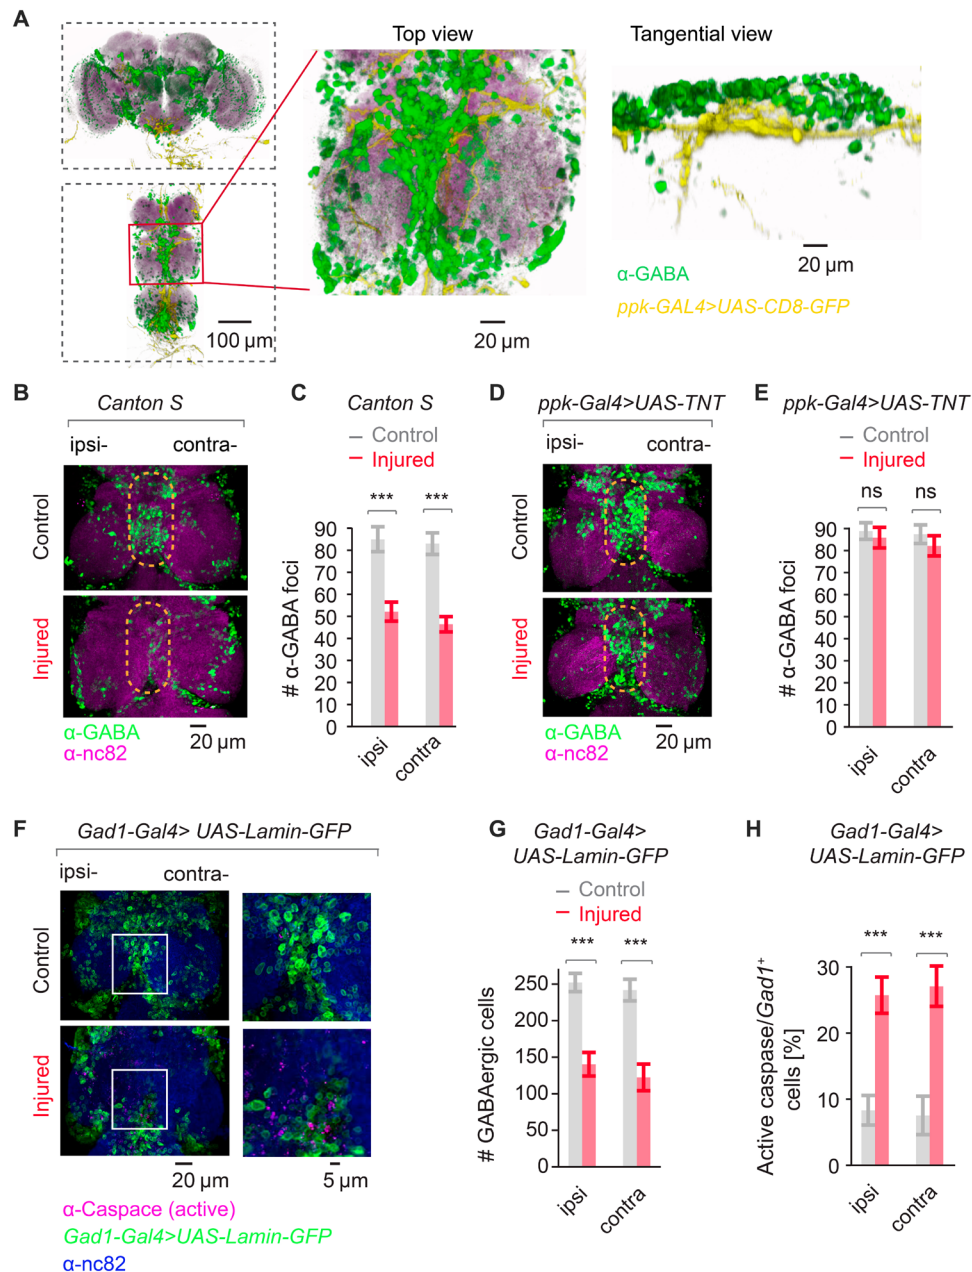 A
Top view
Tangential view
100 µm
20 µm
20 µm
α-GABA
ppk-GAL4>UAS-CD8-GFP
B
Canton S
ipsi-
contra-
Control
Injured
20 µm
α-GABA
α-nc82
C
Canton S
Control
Injured
*** ***
# α-GABA foci
90
80
70
60
50
40
30
20
10
0
ipsi
contra
D
ppk-Gal4>UAS-TNT
ipsi-
contra-
Control
Injured
20 µm
α-GABA
α-nc82
E
ppk-Gal4>UAS-TNT
Control
Injured
ns ns
# α-GABA foci
90
80
70
60
50
40
30
20
10
0
ipsi
contra
F
Gad1-Gal4> UAS-Lamin-GFP
ipsi-
contra-
Control
Injured
20 µm
5 µm
α-Caspace (active)
Gad1-Gal4>UAS-Lamin-GFP
α-nc82
G
Gad1-Gal4>
UAS-Lamin-GFP
Control
Injured
*** ***
# GABAergic cells
250
200
150
100
50
0
ipsi
contra
H
Gad1-Gal4>
UAS-Lamin-GFP
*** ***
Active caspase/Gad1+
cells [%]
30
20
10
0
ipsi
contra